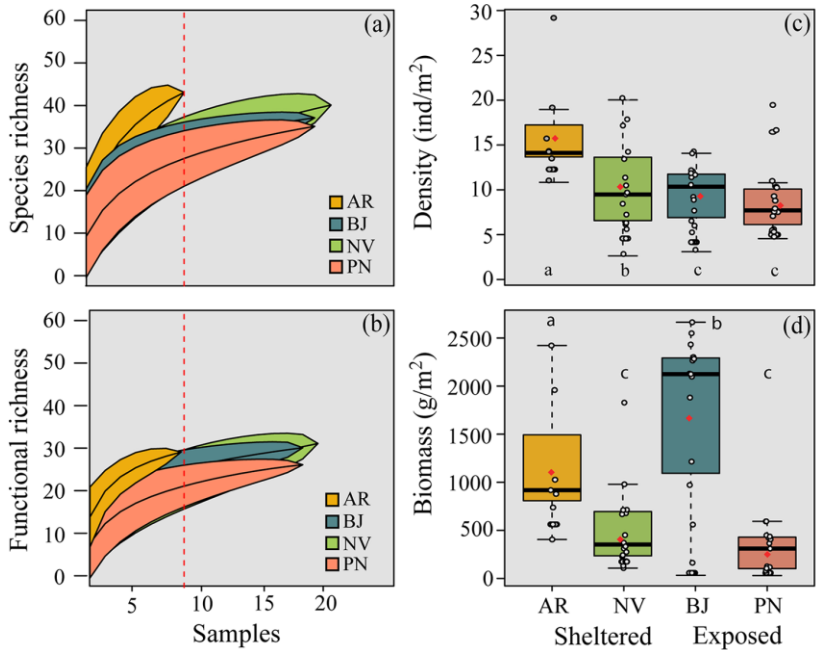 (a)
Species richness
60
50
40
30
20
10
0
AR
BJ
NV
PN
(b)
Functional richness
60
50
40
30
20
10
0
AR
BJ
NV
PN
5
10
15
20
Samples
(c)
Density (ind/m²)
30
25
20
15
10
5
0
a
b
c
c
(d)
Biomass (g/m²)
2500
2000
1500
1000
500
0
a
c
b
c
AR NV BJ PN
Sheltered Exposed